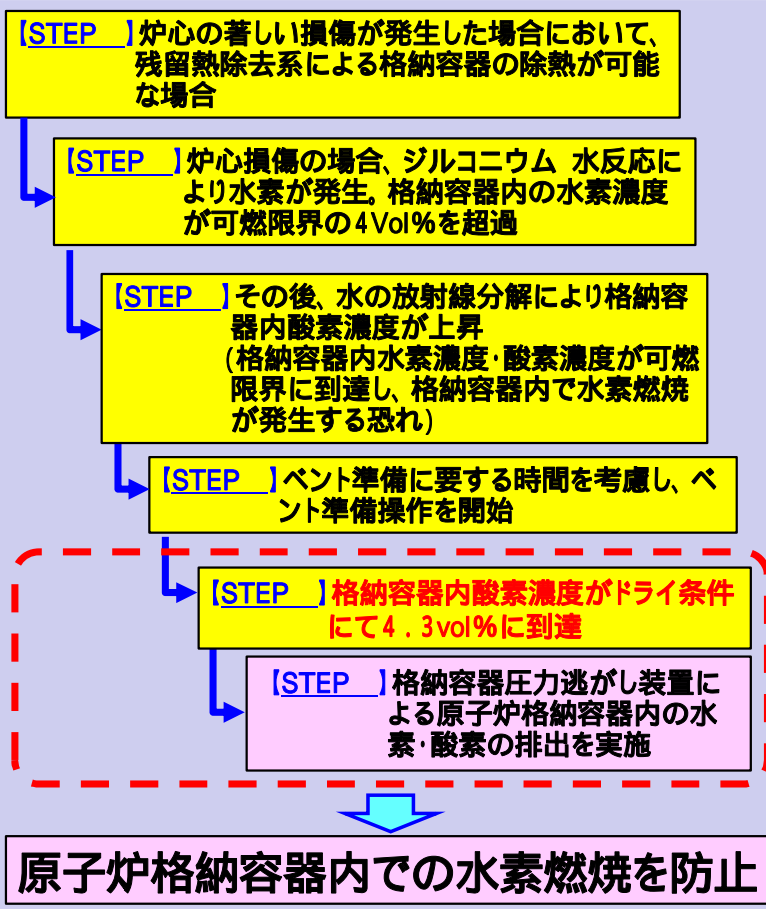 【STEP　】炉心の著しい損傷が発生した場合において、
残留熱除去系による格納容器の除熱が可能
な場合
【STEP　】炉心損傷の場合、ジルコニウム 水反応に
より水素が発生。格納容器内の水素濃度
が可燃限界の4Vol%を超過
【STEP　】その後、水の放射線分解により格納容
器内酸素濃度が上昇
(格納容器内水素濃度・酸素濃度が可燃
限界に到達し、格納容器内で水素燃焼
が発生する恐れ)
【STEP　】ベント準備に要する時間を考慮し、ベ
ント準備操作を開始
【STEP　】格納容器内酸素濃度がドライ条件
にて4．3vol%に到達
【STEP　】格納容器圧力逃がし装置に
よる原子炉格納容器内の水
素・酸素の排出を実施
原子炉格納容器内での水素燃焼を防止